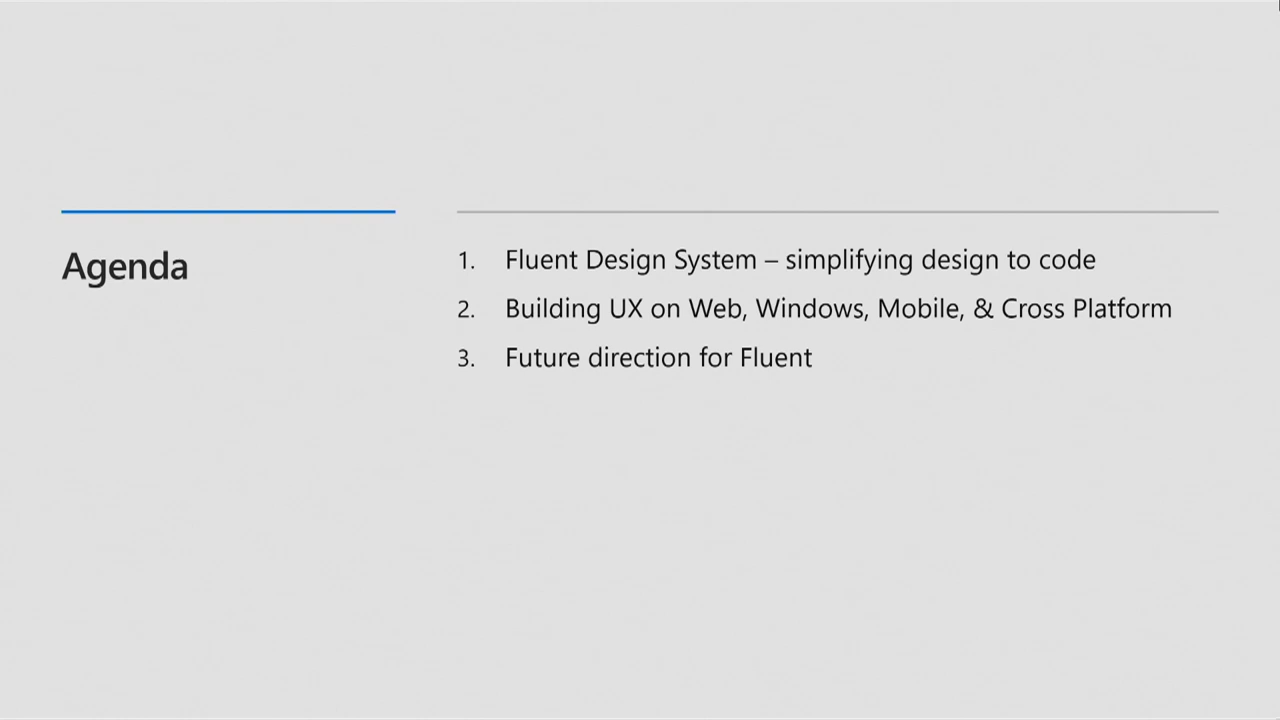 Agenda
1. Fluent Design System – simplifying design to code
2. Building UX on Web, Windows, Mobile, & Cross Platform
3. Future direction for Fluent